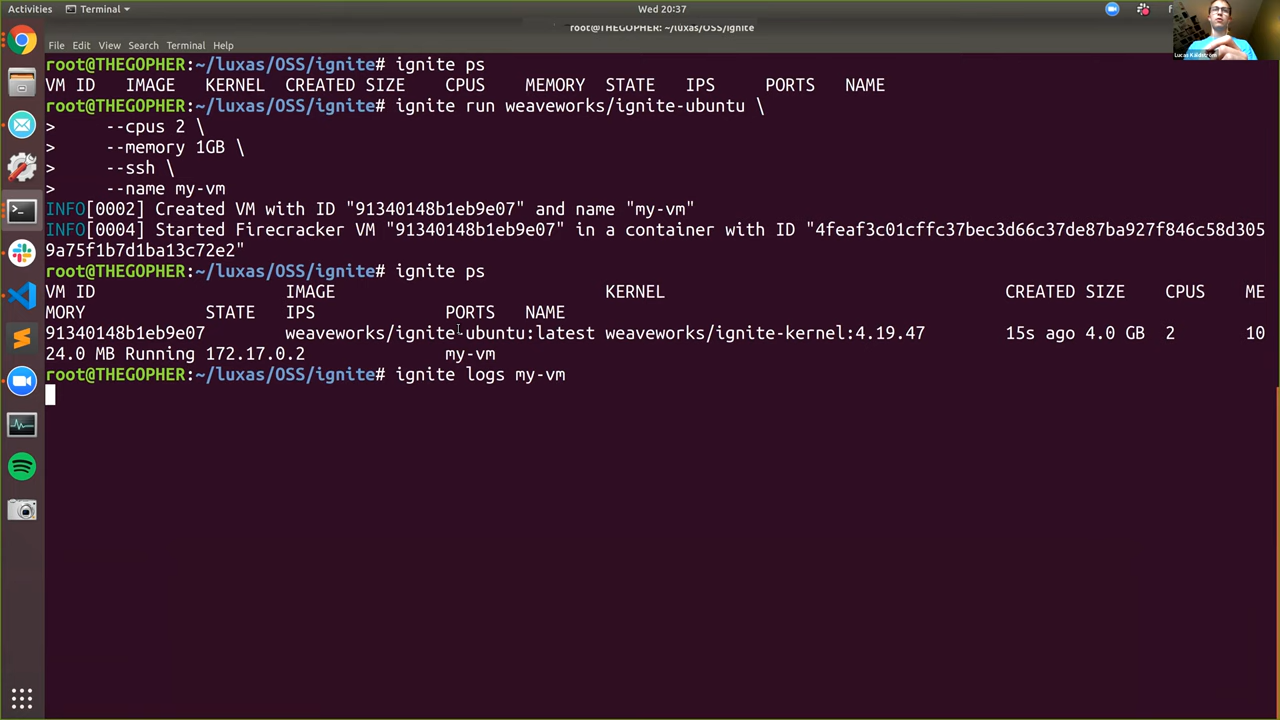 Activities Terminal Wed 20:37
root@THEGOPHER: ~/luxas/OSS/ignite
File Edit View Search Terminal Help
root@THEGOPHER:~/luxas/OSS/ignite# ignite ps
VM ID IMAGE KERNEL CREATED SIZE CPUS MEMORY STATE IPS PORTS NAME
root@THEGOPHER:~/luxas/OSS/ignite# ignite run weaveworks/ignite-ubuntu \
> --cpus 2 \
> --memory 1GB \
> --ssh \
> --name my-vm
INFO[0002] Created VM with ID "91340148b1eb9e07" and name "my-vm"
INFO[0004] Started Firecracker VM "91340148b1eb9e07" in a container with ID "4feaf3c01cffc37bec3d66c37de87ba927f846c58d305
9a75f1b7d1ba13c72e2"
root@THEGOPHER:~/luxas/OSS/ignite# ignite ps
VM ID IMAGE KERNEL CREATED SIZE CPUS ME
MORY STATE IPS PORTS NAME
91340148b1eb9e07 weaveworks/ignite-ubuntu:latest weaveworks/ignite-kernel:4.19.47 15s ago 4.0 GB 2 10
24.0 MB Running 172.17.0.2 my-vm
root@THEGOPHER:~/luxas/OSS/ignite# ignite logs my-vm
Lucas Käldström